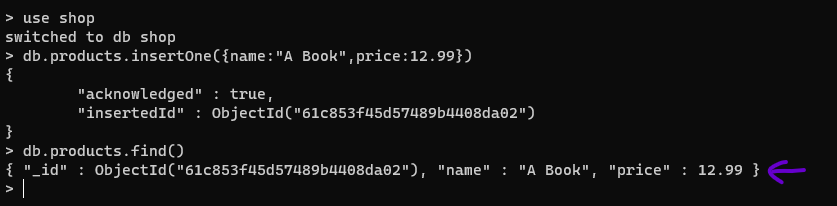 > use shop
switched to db shop
> db.products.insertOne({name:"A Book",price:12.99})
{
        "acknowledged" : true,
        "insertedId" : ObjectId("61c853f45d57489b4408da02")
}
> db.products.find()
{ "_id" : ObjectId("61c853f45d57489b4408da02"), "name" : "A Book", "price" : 12.99 }
>